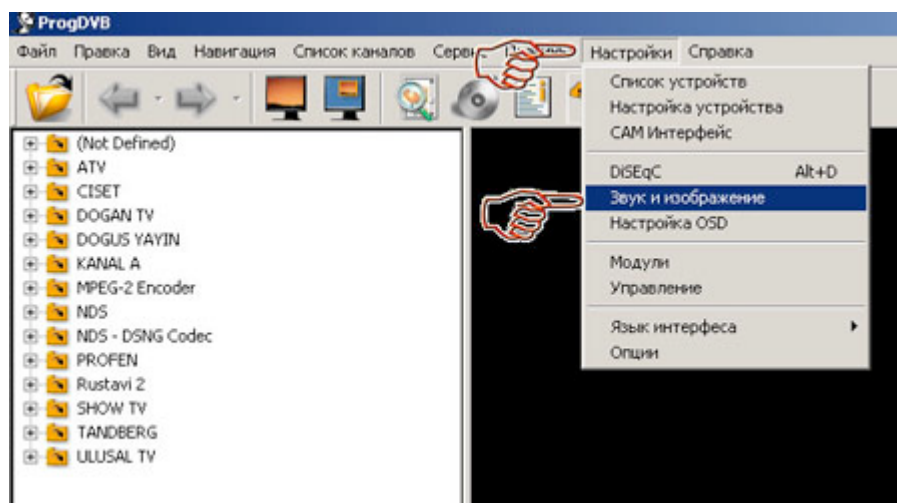 ProgDVB
Файл Правка Вид Навигация Список каналов Настройки Справка
Список устройств
Настройка устройства
CAM Интерфейс
DiSEqC Alt+D
Звук и изображение
Настройка OSD
Модули
Управление
Язык интерфеса
Опции
(Not Defined)
ATV
CISET
DOGAN TV
DOGUS YAYIN
KANAL A
MPEG-2 Encoder
NDS
NDS - DSNG Codec
PROFEN
Rustavi 2
SHOW TV
TANDBERG
ULUSAL TV